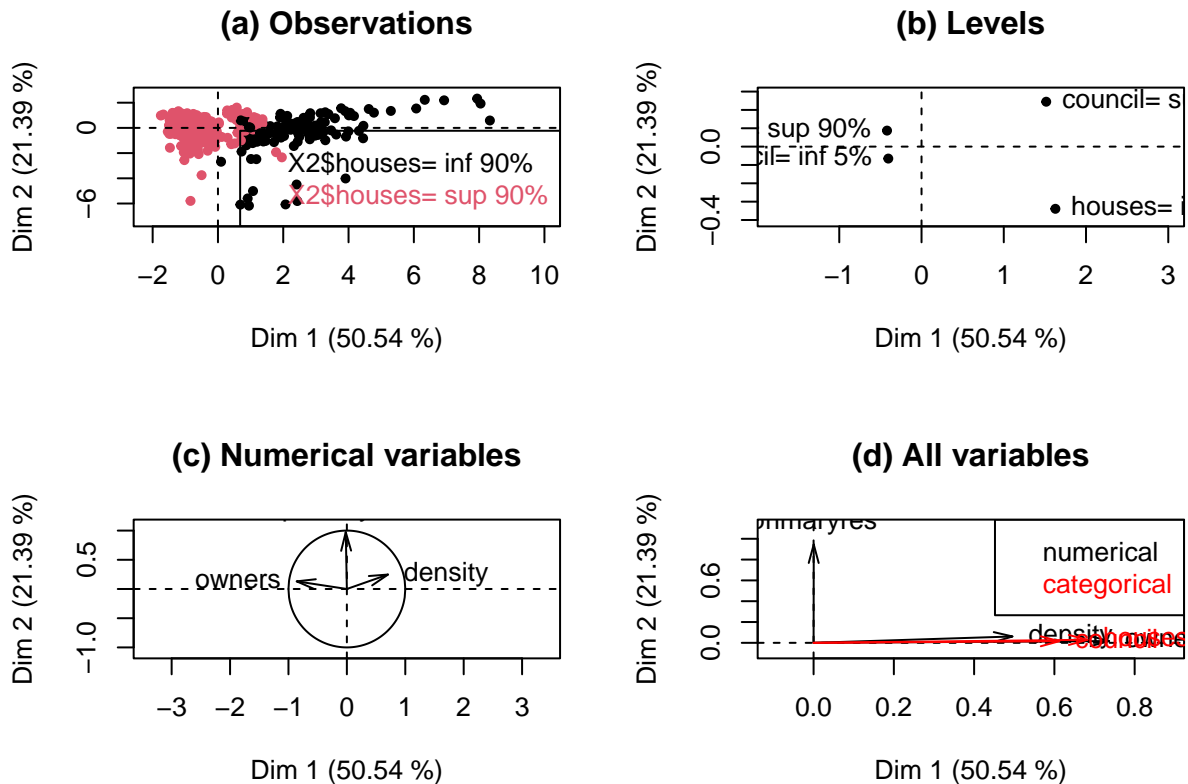 (a) Observations
Dim 2 (21.39 %)
0
−6
X2$houses= inf 90%
X2$houses= sup 90%
−2 0 2 4 6 8 10
Dim 1 (50.54 %)
(b) Levels
Dim 2 (21.39 %)
0.0
−0.4
council= s
sup 90%
cil= inf 5%
houses= i
−1 0 1 2 3
Dim 1 (50.54 %)
(c) Numerical variables
Dim 2 (21.39 %)
0.5
−1.0
owners
density
−3 −2 −1 0 1 2 3
Dim 1 (50.54 %)
(d) All variables
Dim 2 (21.39 %)
0.6
0.0
numerical
categorical
density
0.0 0.2 0.4 0.6 0.8
Dim 1 (50.54 %)